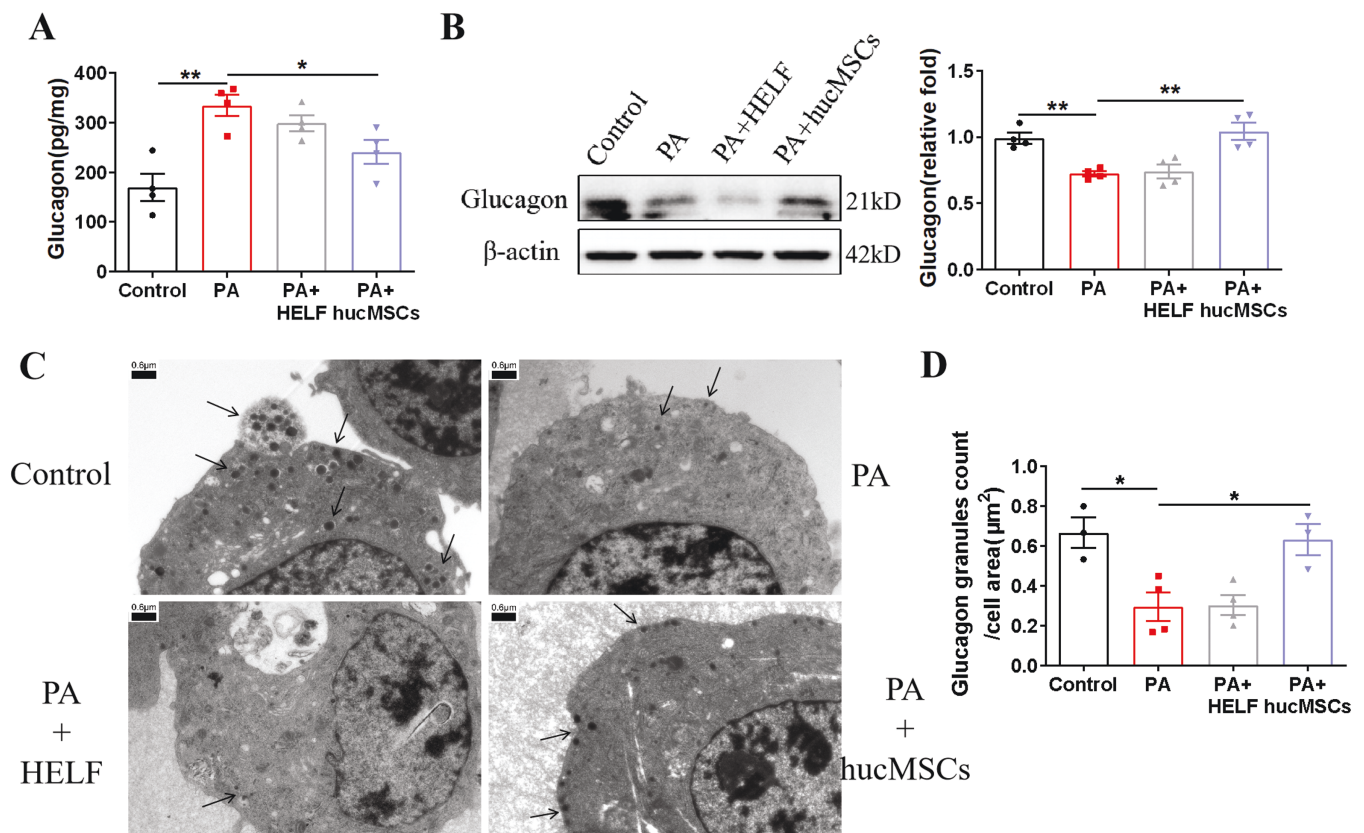 A
Glucagon(pg/mg)
400
300
200
100
0
**
*
Control
PA
PA+
HELF
PA+
hucMSCs
B
Control
PA
PA+HELF
PA+hucMSCs
Glucagon
21kD
β-actin
42kD
Glucagon(relative fold)
1.5
1.0
0.5
0.0
**
**
Control
PA
PA+
HELF
PA+
hucMSCs
C
Control
0.6μm
0.6μm
PA
PA
+
HELF
0.6μm
0.6μm
PA
+
hucMSCs
D
Glucagon granules count
/cell area(μm²)
1.0
0.8
0.6
0.4
0.2
0.0
*
*
Control
PA
PA+
HELF
PA+
hucMSCs